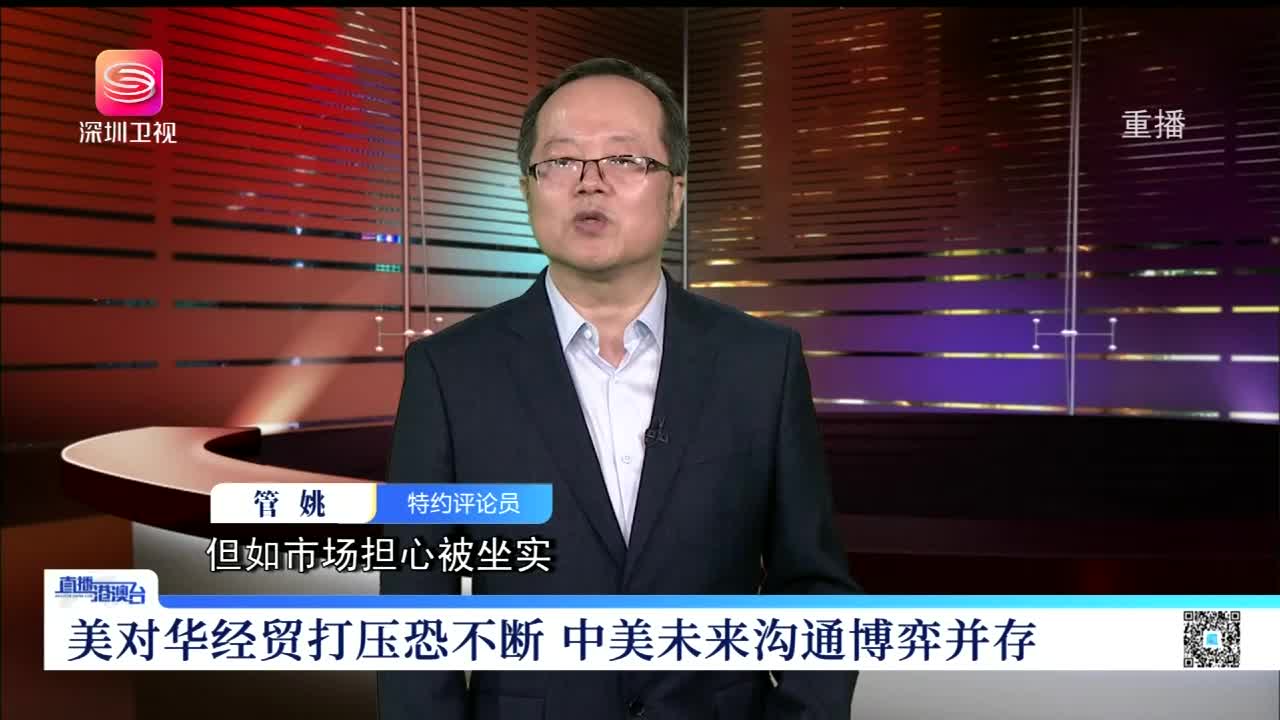 深圳卫视
重播
管姚
特约评论员
但如市场担心被坐实
直播港澳台
美对华经贸打压恐不断 中美未来沟通博弈并存